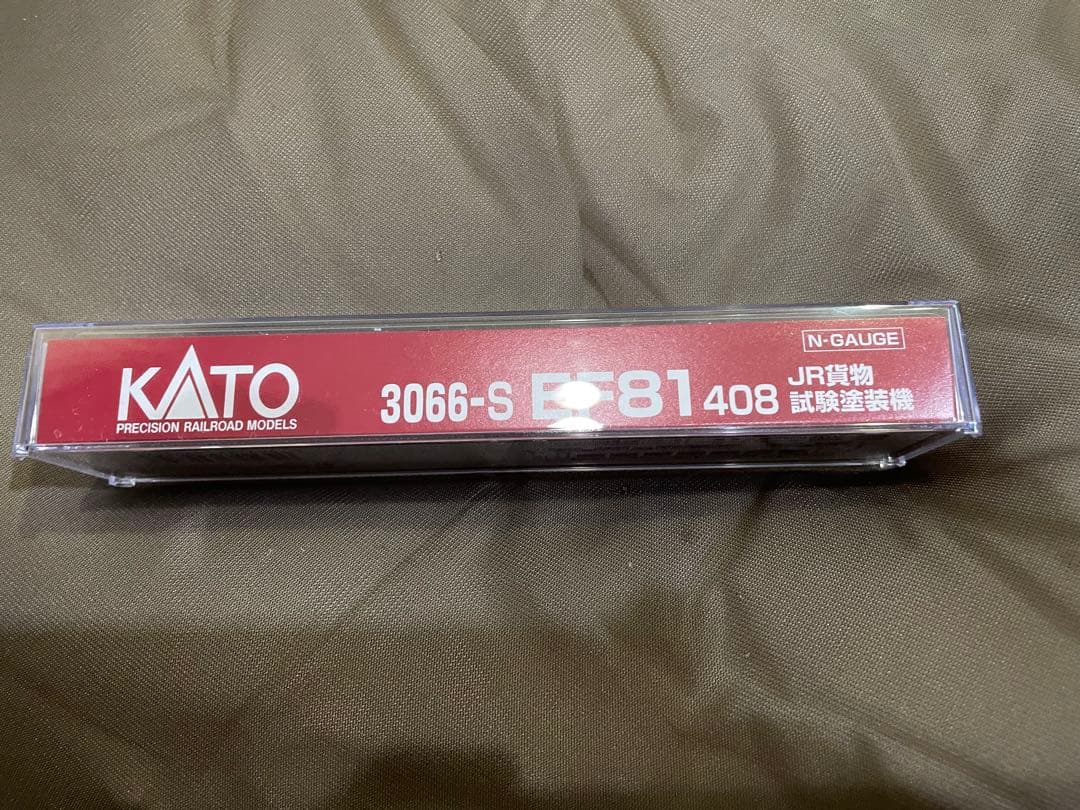 KATO
PRECISION RAILROAD MODELS
3066-S EF81 408
N-GAUGE
JR貨物
試験塗装機